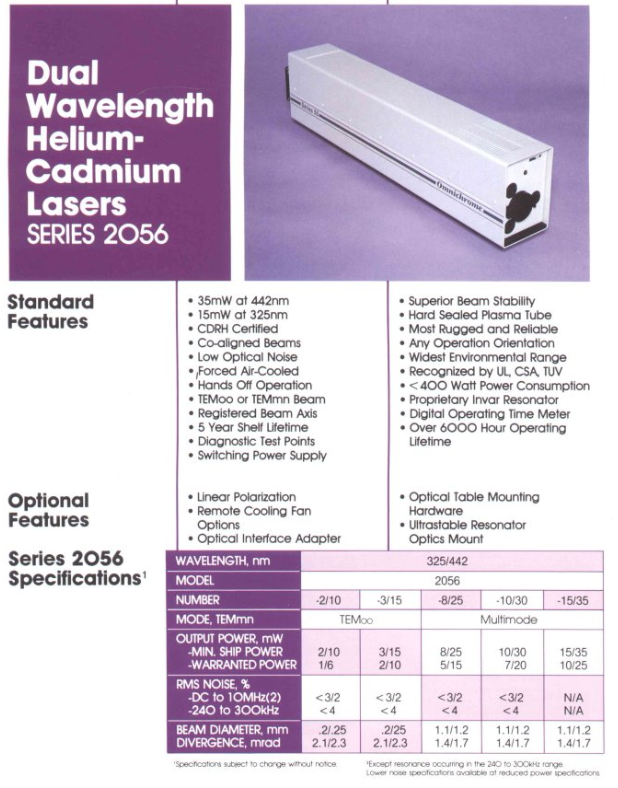 Dual
Wavelength
Helium-
Cadmium
Lasers
SERIES 2056
Omnichrome
Standard
Features
• 35mW at 442nm
• 15mW at 325nm
• CDRH Certified
• Co-aligned Beams
• Low Optical Noise
• Forced Air-Cooled
• Hands Off Operation
• TEMoo or TEMmn Beam
• Registered Beam Axis
• 5 Year Shelf Lifetime
• Diagnostic Test Points
• Switching Power Supply
• Superior Beam Stability
• Hard Sealed Plasma Tube
• Most Rugged and Reliable
• Any Operation Orientation
• Widest Environmental Range
• Recognized by UL, CSA, TUV
• <400 Watt Power Consumption
• Proprietary Invar Resonator
• Digital Operating Time Meter
• Over 6000 Hour Operating
Lifetime
Optional
Features
• Linear Polarization
• Remote Cooling Fan
Options
• Optical Interface Adapter
• Optical Table Mounting
Hardware
• Ultrastable Resonator
Optics Mount
Series 2056
Specifications¹
WAVELENGTH, nm 325/442
MODEL 2056
NUMBER -2/10 -3/15 -8/25 -10/30 -15/35
MODE, TEMmn TEMoo Multimode
OUTPUT POWER, mW
-MIN. SHIP POWER 2/10 3/15 8/25 10/30 15/35
-WARRANTED POWER 1/6 2/10 5/15 7/20 10/25
RMS NOISE, %
-DC to 10MHz(2) <3/2 <3/2 <3/2 <3/2 N/A
-240 to 300kHz <4 <4 <4 <4 N/A
BEAM DIAMETER, mm .2/.25 .2/25 1.1/1.2 1.1/1.2 1.1/1.2
DIVERGENCE, mrad 2.1/2.3 2.1/2.3 1.4/1.7 1.4/1.7 1.4/1.7
¹Specifications subject to change without notice.
²Except resonance occurring in the 240 to 300kHz range.
Lower noise specifications available at reduced power specifications